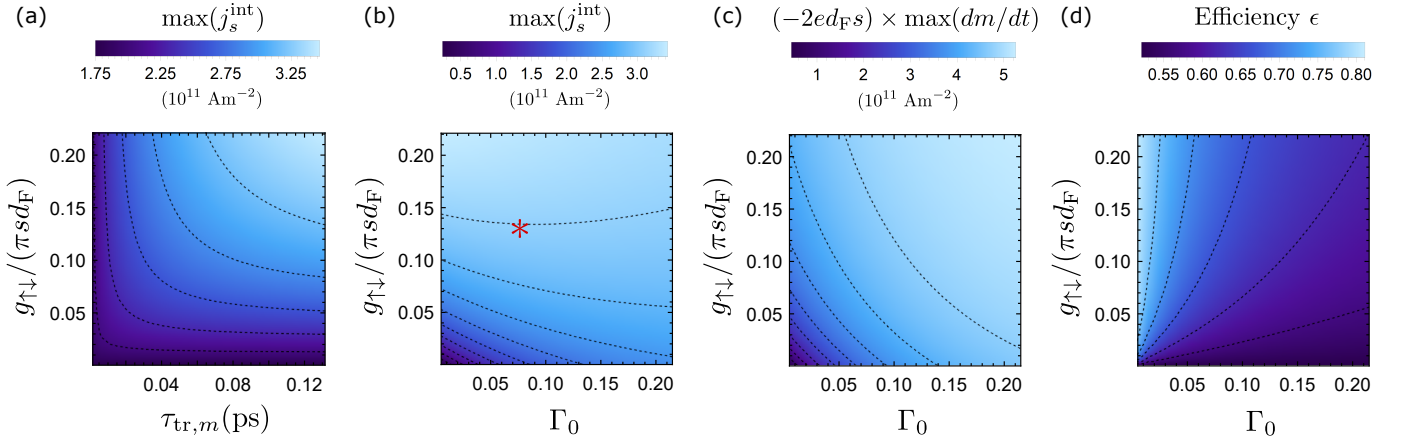 (a) max(j_s^int)
1.75 2.25 2.75 3.25
(10^11 Am^−2)
g↑↓/(πsd_F)
0.20
0.15
0.10
0.05
0.04 0.08 0.12
τ_tr,m(ps)
(b) max(j_s^int)
0.5 1.0 1.5 2.0 2.5 3.0
(10^11 Am^−2)
g↑↓/(πsd_F)
0.20
0.15
0.10
0.05
0.05 0.10 0.15 0.20
Γ_0
(c) (−2ed_Fs) × max(dm/dt)
1 2 3 4 5
(10^11 Am^−2)
g↑↓/(πsd_F)
0.20
0.15
0.10
0.05
0.05 0.10 0.15 0.20
Γ_0
(d) Efficiency ϵ
0.55 0.60 0.65 0.70 0.75 0.80
g↑↓/(πsd_F)
0.20
0.15
0.10
0.05
0.05 0.10 0.15 0.20
Γ_0